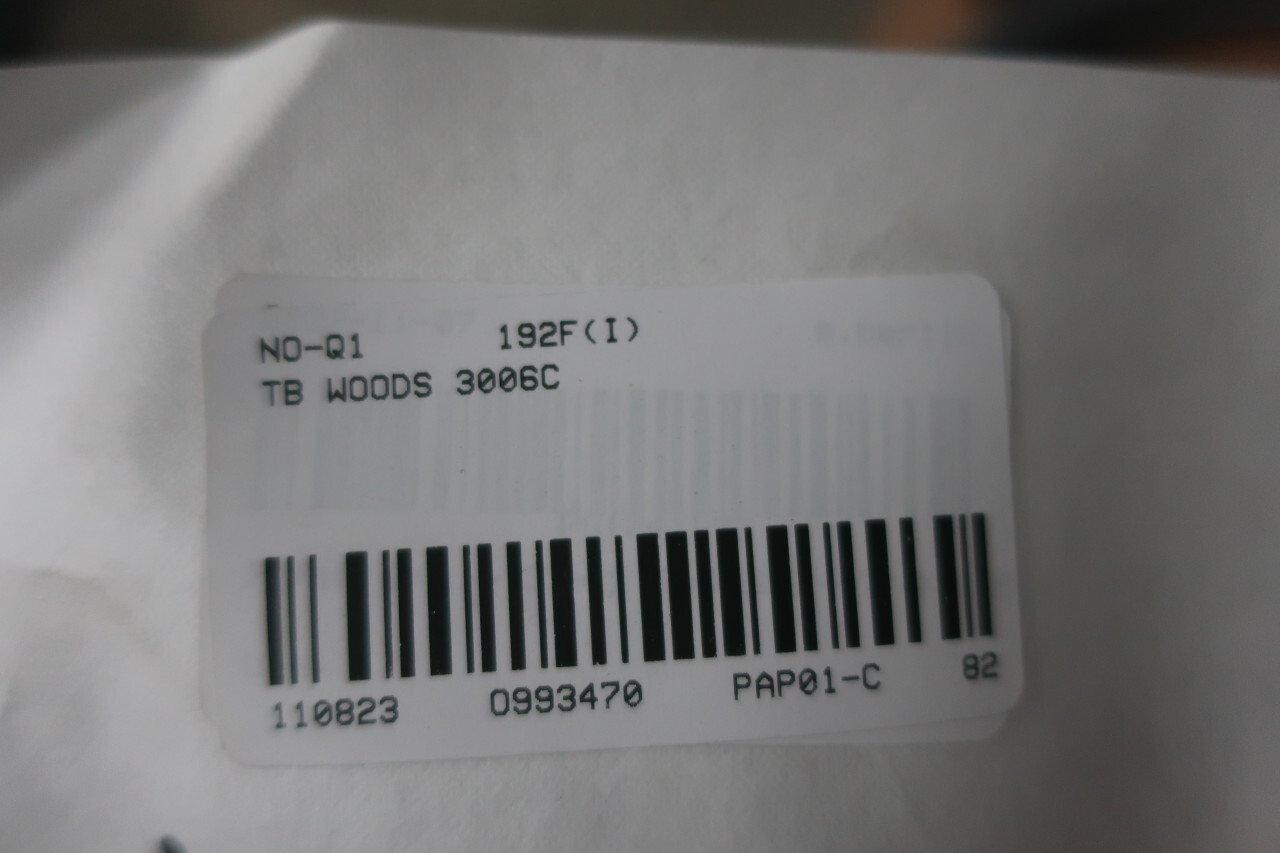 NO-Q1 192F(I)
TB WOODS 3006C
110823 0993470 PAP01-C 82